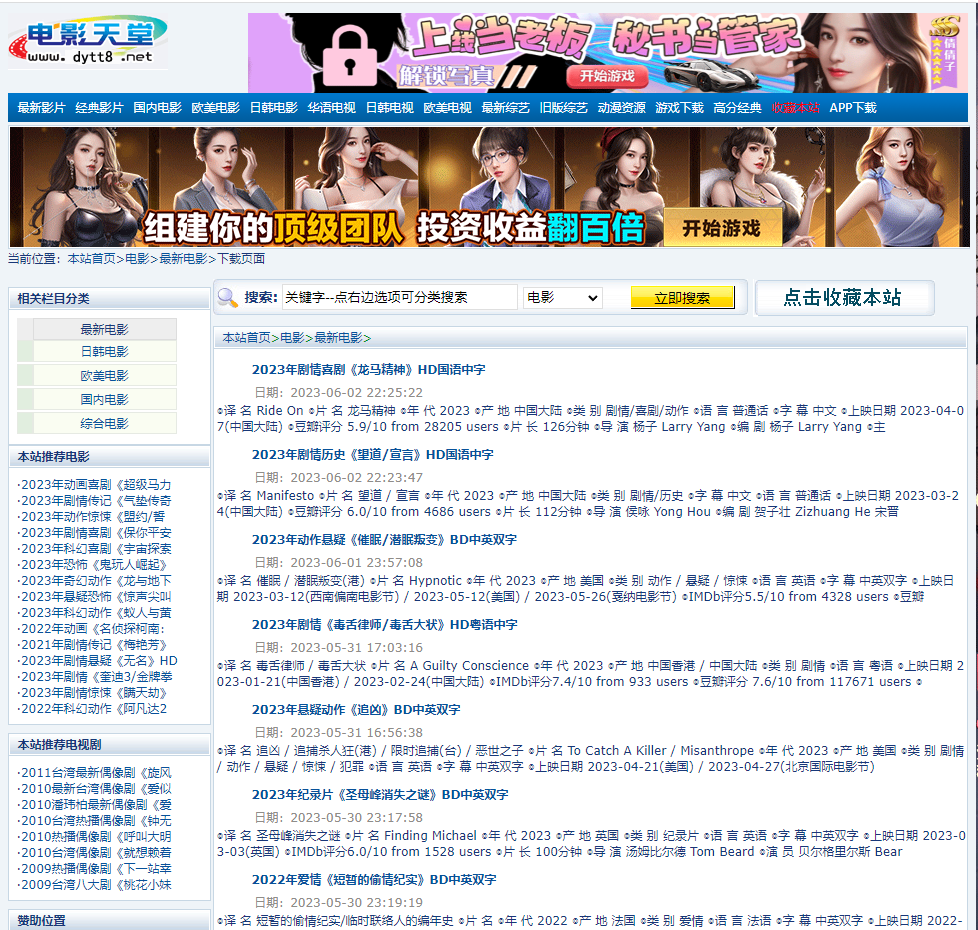 电影天堂
www.dytt8.net
上线当老板 秘书当管家
解锁写真
开始游戏
SSS
倩倩子
最新影片 经典影片 国内电影 欧美电影 日韩电影 华语电视 日韩电视 欧美电视 最新综艺 旧版综艺 动漫资源 游戏下载 高分经典 收藏本站 APP下载
组建你的顶级团队 投资收益翻百倍 开始游戏
当前位置：本站首页>电影>最新电影>下载页面
相关栏目分类
最新电影
日韩电影
欧美电影
国内电影
综合电影
本站推荐电影
·2023年动画喜剧《超级马力
·2023年剧情传记《气垫传奇
·2023年动作惊悚《盟约/誓
·2023年剧情喜剧《保你平安
·2023年科幻喜剧《宇宙探索
·2023年恐怖《鬼玩人崛起》
·2023年奇幻动作《龙与地下
·2023年悬疑恐怖《惊声尖叫
·2023年科幻动作《蚁人与黄
·2022年动画《名侦探柯南：
·2021年剧情传记《梅艳芳》
·2023年剧情悬疑《无名》HD
·2023年剧情《奎迪3/金牌拳
·2023年剧情惊悚《瞒天劫》
·2022年科幻动作《阿凡达2
本站推荐电视剧
·2011台湾最新偶像剧《旋风
·2010最新台湾偶像剧《爱似
·2010潘玮柏最新偶像剧《爱
·2010台湾热播偶像剧《钟无
·2010热播偶像剧《呼叫大明
·2010台湾偶像剧《就想赖着
·2009热播偶像剧《下一站幸
·2009台湾八大剧《桃花小妹
赞助位置
搜索: 关键字--点右边选项可分类搜索 电影 立即搜索 点击收藏本站
本站首页>电影>最新电影>
2023年剧情喜剧《龙马精神》HD国语中字
日期：2023-06-02 22:25:22
◎译 名 Ride On ◎片 名 龙马精神 ◎年 代 2023 ◎产 地 中国大陆 ◎类 别 剧情/喜剧/动作 ◎语 言 普通话 ◎字 幕 中文 ◎上映日期 2023-04-0
7(中国大陆) ◎豆瓣评分 5.9/10 from 28205 users ◎片 长 126分钟 ◎导 演 杨子 Larry Yang ◎编 剧 杨子 Larry Yang ◎主
2023年剧情历史《望道/宣言》HD国语中字
日期：2023-06-02 22:23:47
◎译 名 Manifesto ◎片 名 望道 / 宣言 ◎年 代 2023 ◎产 地 中国大陆 ◎类 别 剧情/历史 ◎字 幕 中文 ◎语 言 普通话 ◎上映日期 2023-03-2
4(中国大陆) ◎豆瓣评分 6.0/10 from 4686 users ◎片 长 112分钟 ◎导 演 侯咏 Yong Hou ◎编 剧 贺子壮 Zizhuang He 宋晋
2023年动作悬疑《催眠/潜眠叛变》BD中英双字
日期：2023-06-01 23:57:08
◎译 名 催眠 / 潜眠叛变(港) ◎片 名 Hypnotic ◎年 代 2023 ◎产 地 美国 ◎类 别 动作 / 悬疑 / 惊悚 ◎语 言 英语 ◎字 幕 中英双字 ◎上映日
期 2023-03-12(西南偏南电影节) / 2023-05-12(美国) / 2023-05-26(戛纳电影节) ◎IMDb评分5.5/10 from 4328 users ◎豆瓣
2023年剧情《毒舌律师/毒舌大状》HD粤语中字
日期：2023-05-31 17:03:16
◎译 名 毒舌律师 / 毒舌大状 ◎片 名 A Guilty Conscience ◎年 代 2023 ◎产 地 中国香港 / 中国大陆 ◎类 别 剧情 ◎语 言 粤语 ◎上映日期 2
023-01-21(中国香港) / 2023-02-24(中国大陆) ◎IMDb评分7.4/10 from 933 users ◎豆瓣评分 7.6/10 from 117671 users ◎
2023年悬疑动作《追凶》BD中英双字
日期：2023-05-31 16:56:38
◎译 名 追凶 / 追捕杀人狂(港) / 限时追捕(台) / 恶世之子 ◎片 名 To Catch A Killer / Misanthrope ◎年 代 2023 ◎产 地 美国 ◎类 别 剧情
/ 动作 / 悬疑 / 惊悚 / 犯罪 ◎语 言 英语 ◎字 幕 中英双字 ◎上映日期 2023-04-21(美国) / 2023-04-27(北京国际电影节)
2023年纪录片《圣母峰消失之谜》BD中英双字
日期：2023-05-30 23:17:58
◎译 名 圣母峰消失之谜 ◎片 名 Finding Michael ◎年 代 2023 ◎产 地 英国 ◎类 别 纪录片 ◎语 言 英语 ◎字 幕 中英双字 ◎上映日期 2023-0
3-03(英国) ◎IMDb评分6.0/10 from 1528 users ◎片 长 100分钟 ◎导 演 汤姆比尔德 Tom Beard ◎演 员 贝尔格里尔斯 Bear
2022年爱情《短暂的偷情纪实》BD中英双字
日期：2023-05-30 23:19:19
◎译 名 短暂的偷情纪实/临时联络人的编年史 ◎片 名 ◎年 代 2022 ◎产 地 法国 ◎类 别 爱情 ◎语 言 法语 ◎字 幕 中英双字 ◎上映日期 2022-